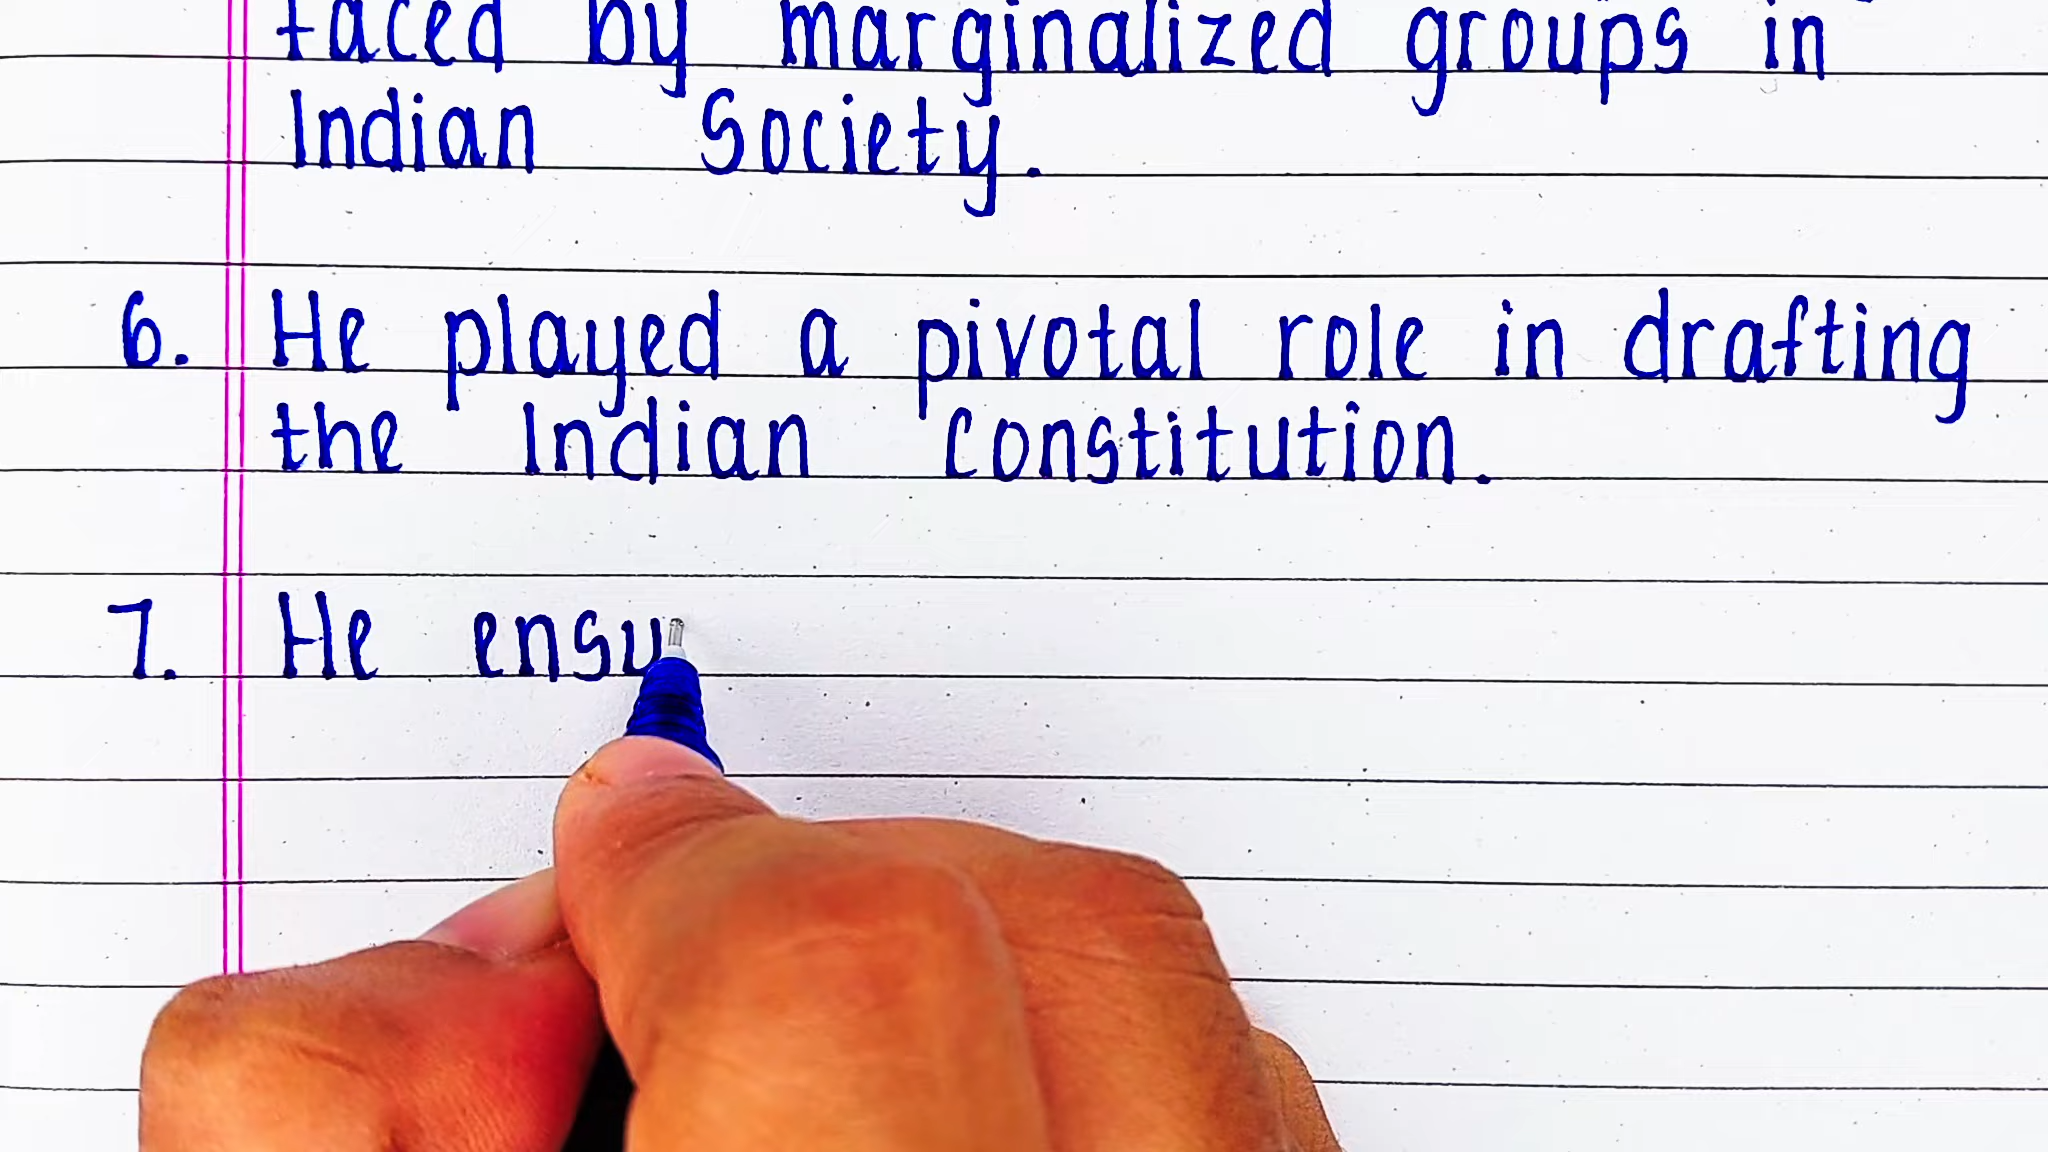 faced by marginalized groups in
Indian Society.
6. He played a pivotal role in drafting
the Indian constitution.
7. He ensu